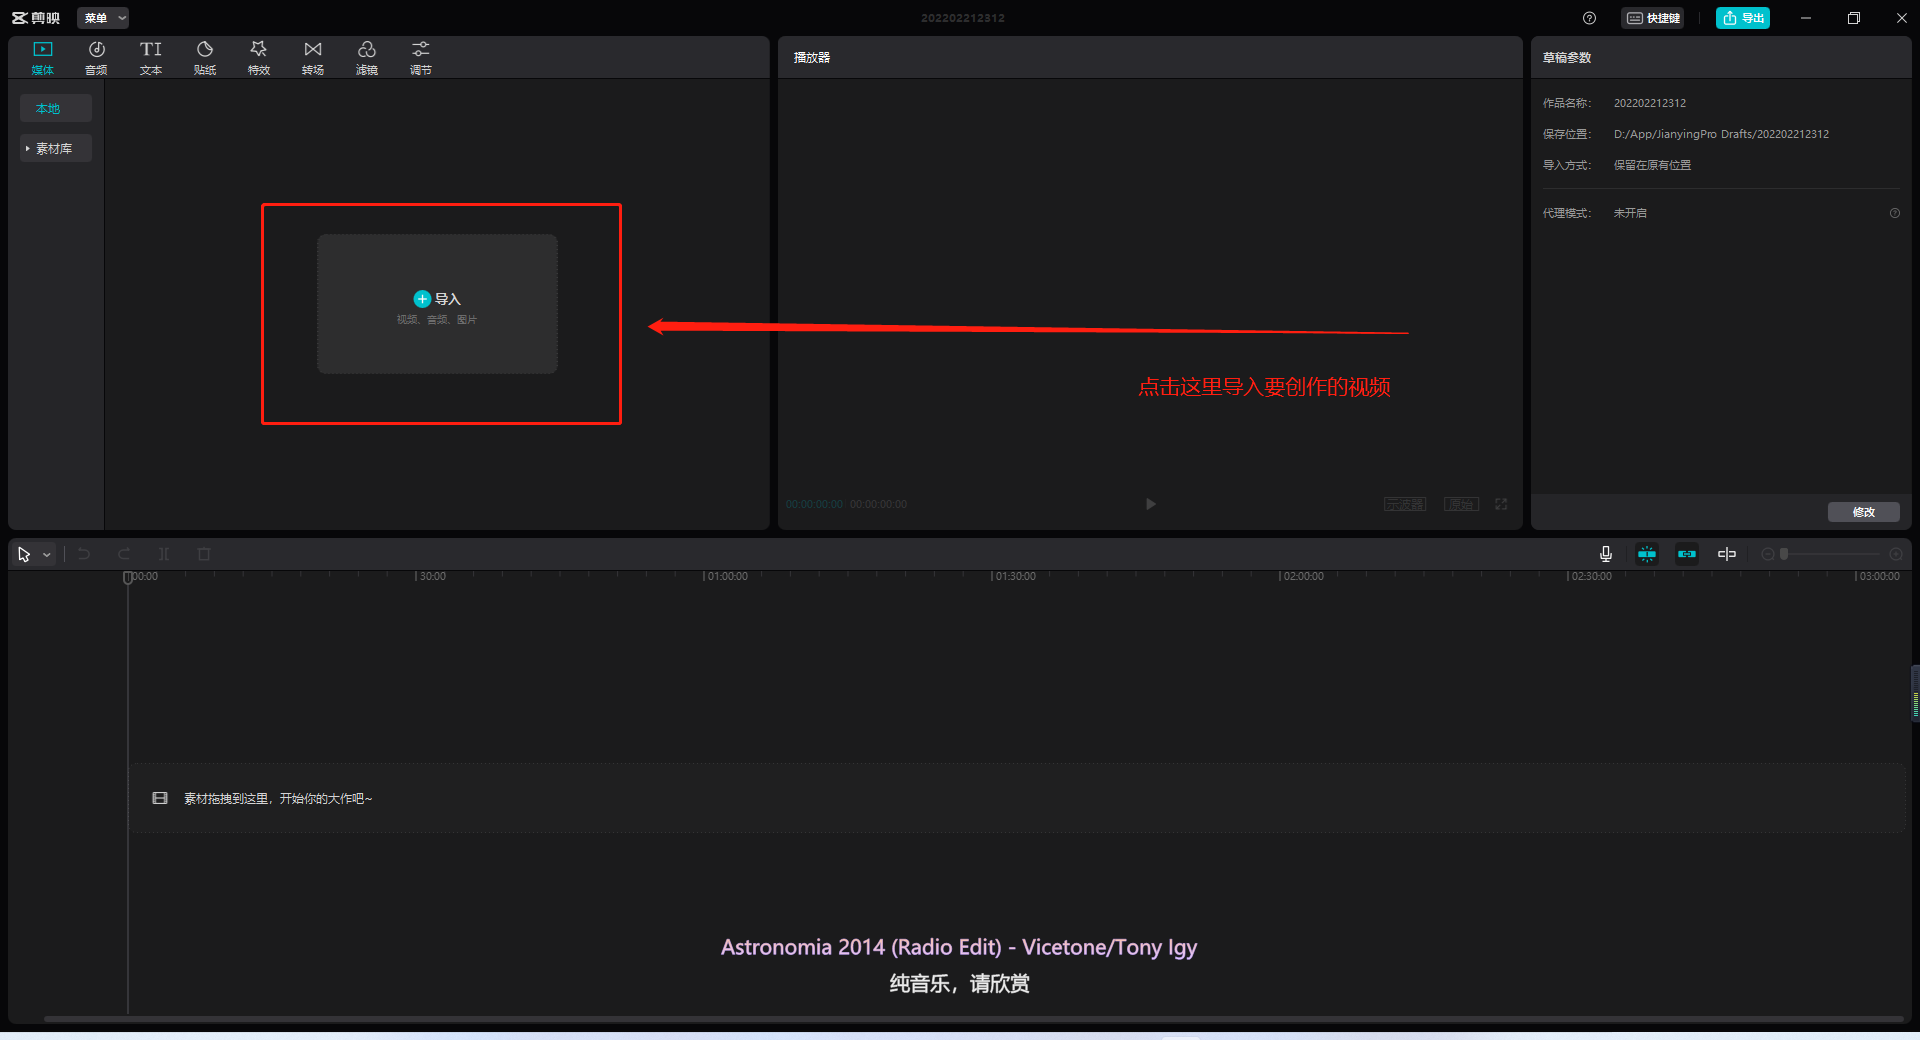 剪映 菜单 202202212312 快捷键 导出
媒体 音频 文本 贴纸 特效 转场 滤镜 调节
播放器
草稿参数
本地
素材库
导入
视频、音频、图片
点击这里导入要创作的视频
00:00:00:00 00:00:00:00 示波器 原始
作品名称： 202202212312
保存位置： D:/App/JianyingPro Drafts/202202212312
导入方式： 保留在原有位置
代理模式： 未开启
修改
00:00 30:00 01:00:00 01:30:00 02:00:00 02:30:00 03:00:00
素材拖拽到这里，开始你的大作吧~
Astronomia 2014 (Radio Edit) - Vicetone/Tony Igy
纯音乐，请欣赏